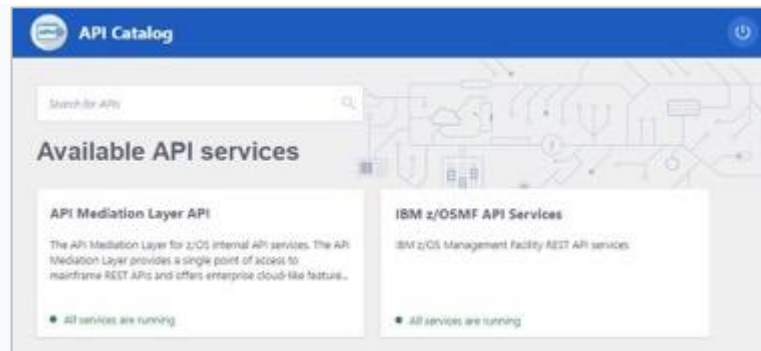 API Catalog
Search for APIs
Available API services
API Mediation Layer API
The API Mediation Layer for z/OS internal API services. The API
Mediation Layer provides a single point of access to
mainframe REST APIs and offers enterprise cloud-like feature...
All services are running
IBM z/OSMF API Services
IBM z/OS Management Facility REST API services
All services are running